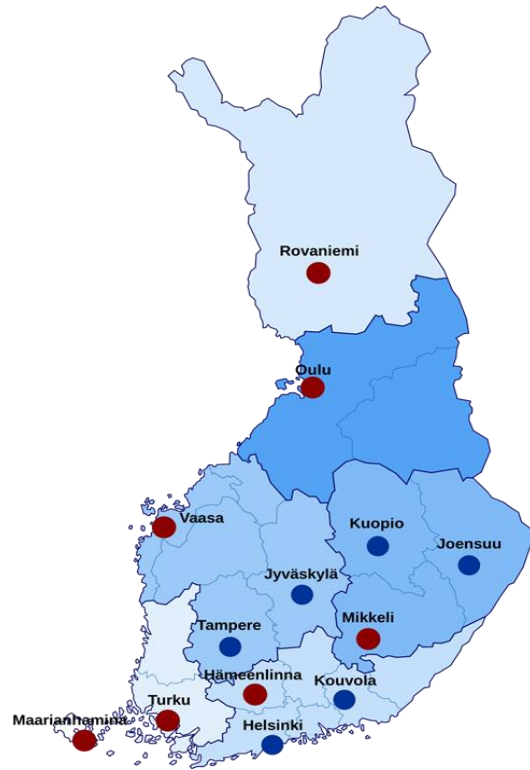 Rovaniemi
Oulu
Vaasa
Kuopio
Joensuu
Jyväskylä
Tampere
Mikkeli
Hämeenlinna
Kouvola
Turku
Maarianhamina
Helsinki